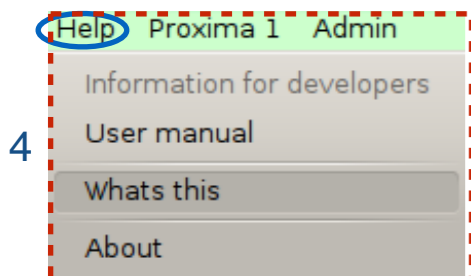 Help Proxima 1 Admin
Information for developers
4
User manual
Whats this
About